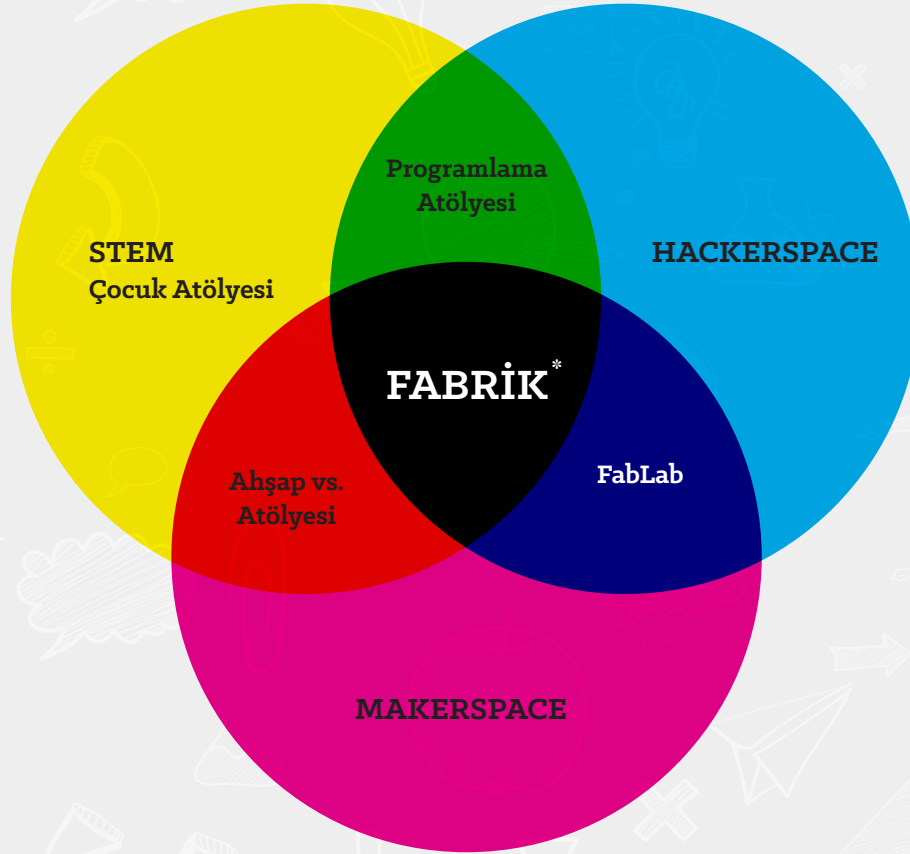 Programlama
Atölyesi
STEM
Çocuk Atölyesi
HACKERSPACE
FABRİK*
Ahşap vs.
Atölyesi
FabLab
MAKERSPACE